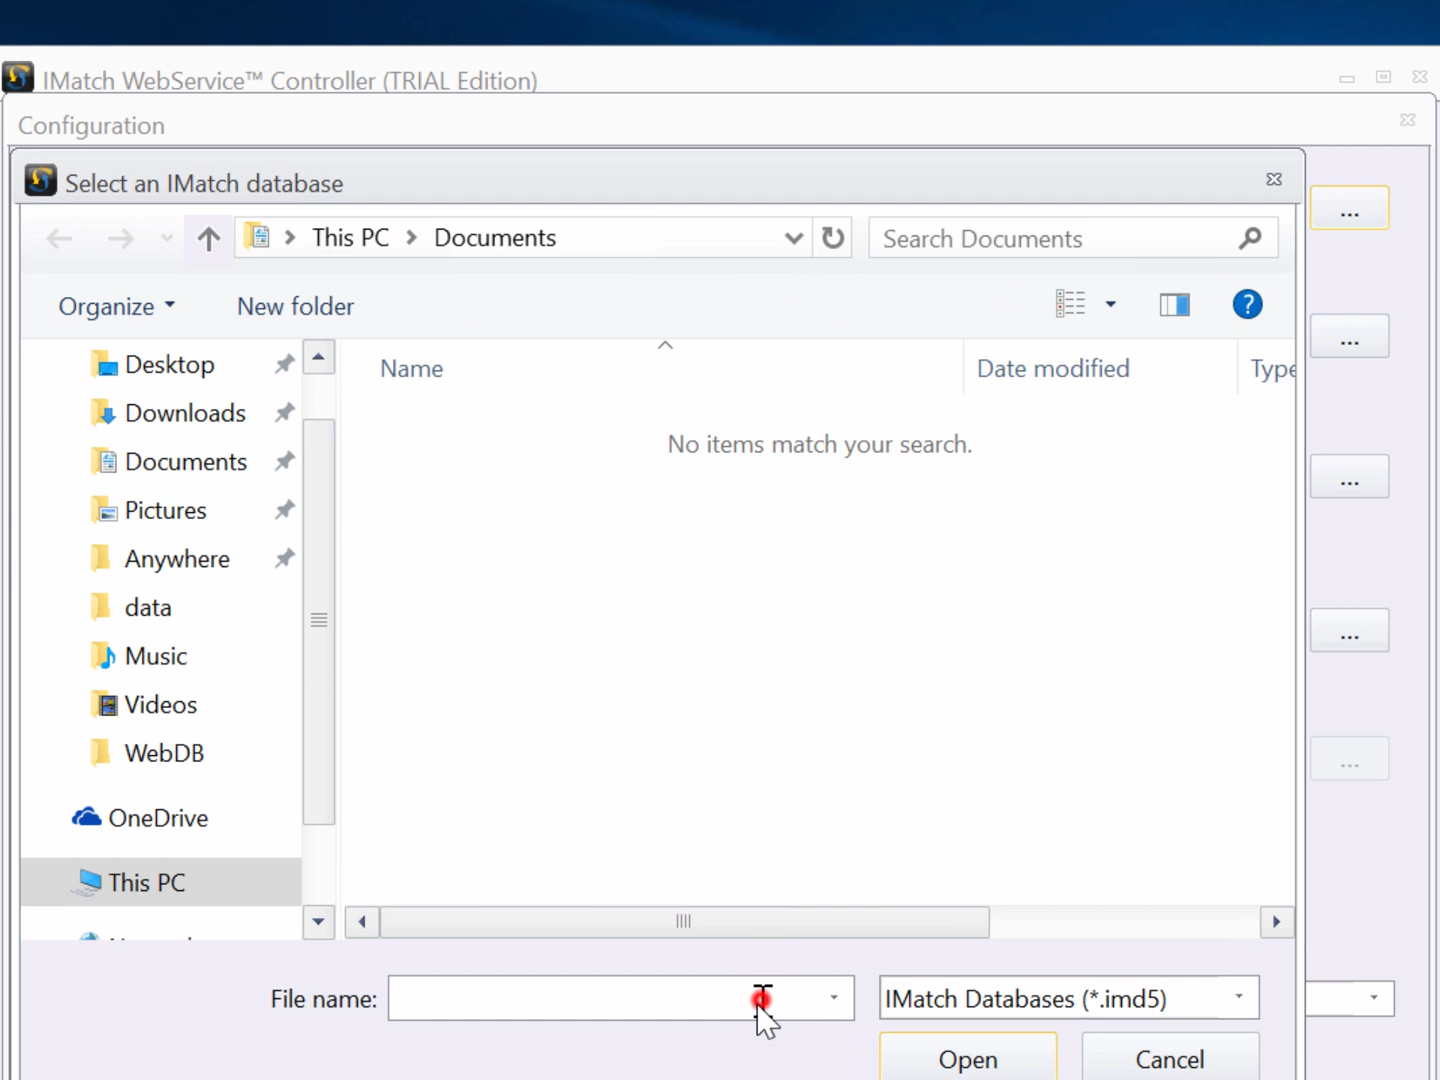 IMatch WebService™ Controller (TRIAL Edition)
Configuration
Select an IMatch database
This PC > Documents
Search Documents
Organize
New folder
Name
Date modified
Type
No items match your search.
Desktop
Downloads
Documents
Pictures
Anywhere
data
Music
Videos
WebDB
OneDrive
This PC
File name:
IMatch Databases (*.imd5)
Open
Cancel
...
...
...
...
...